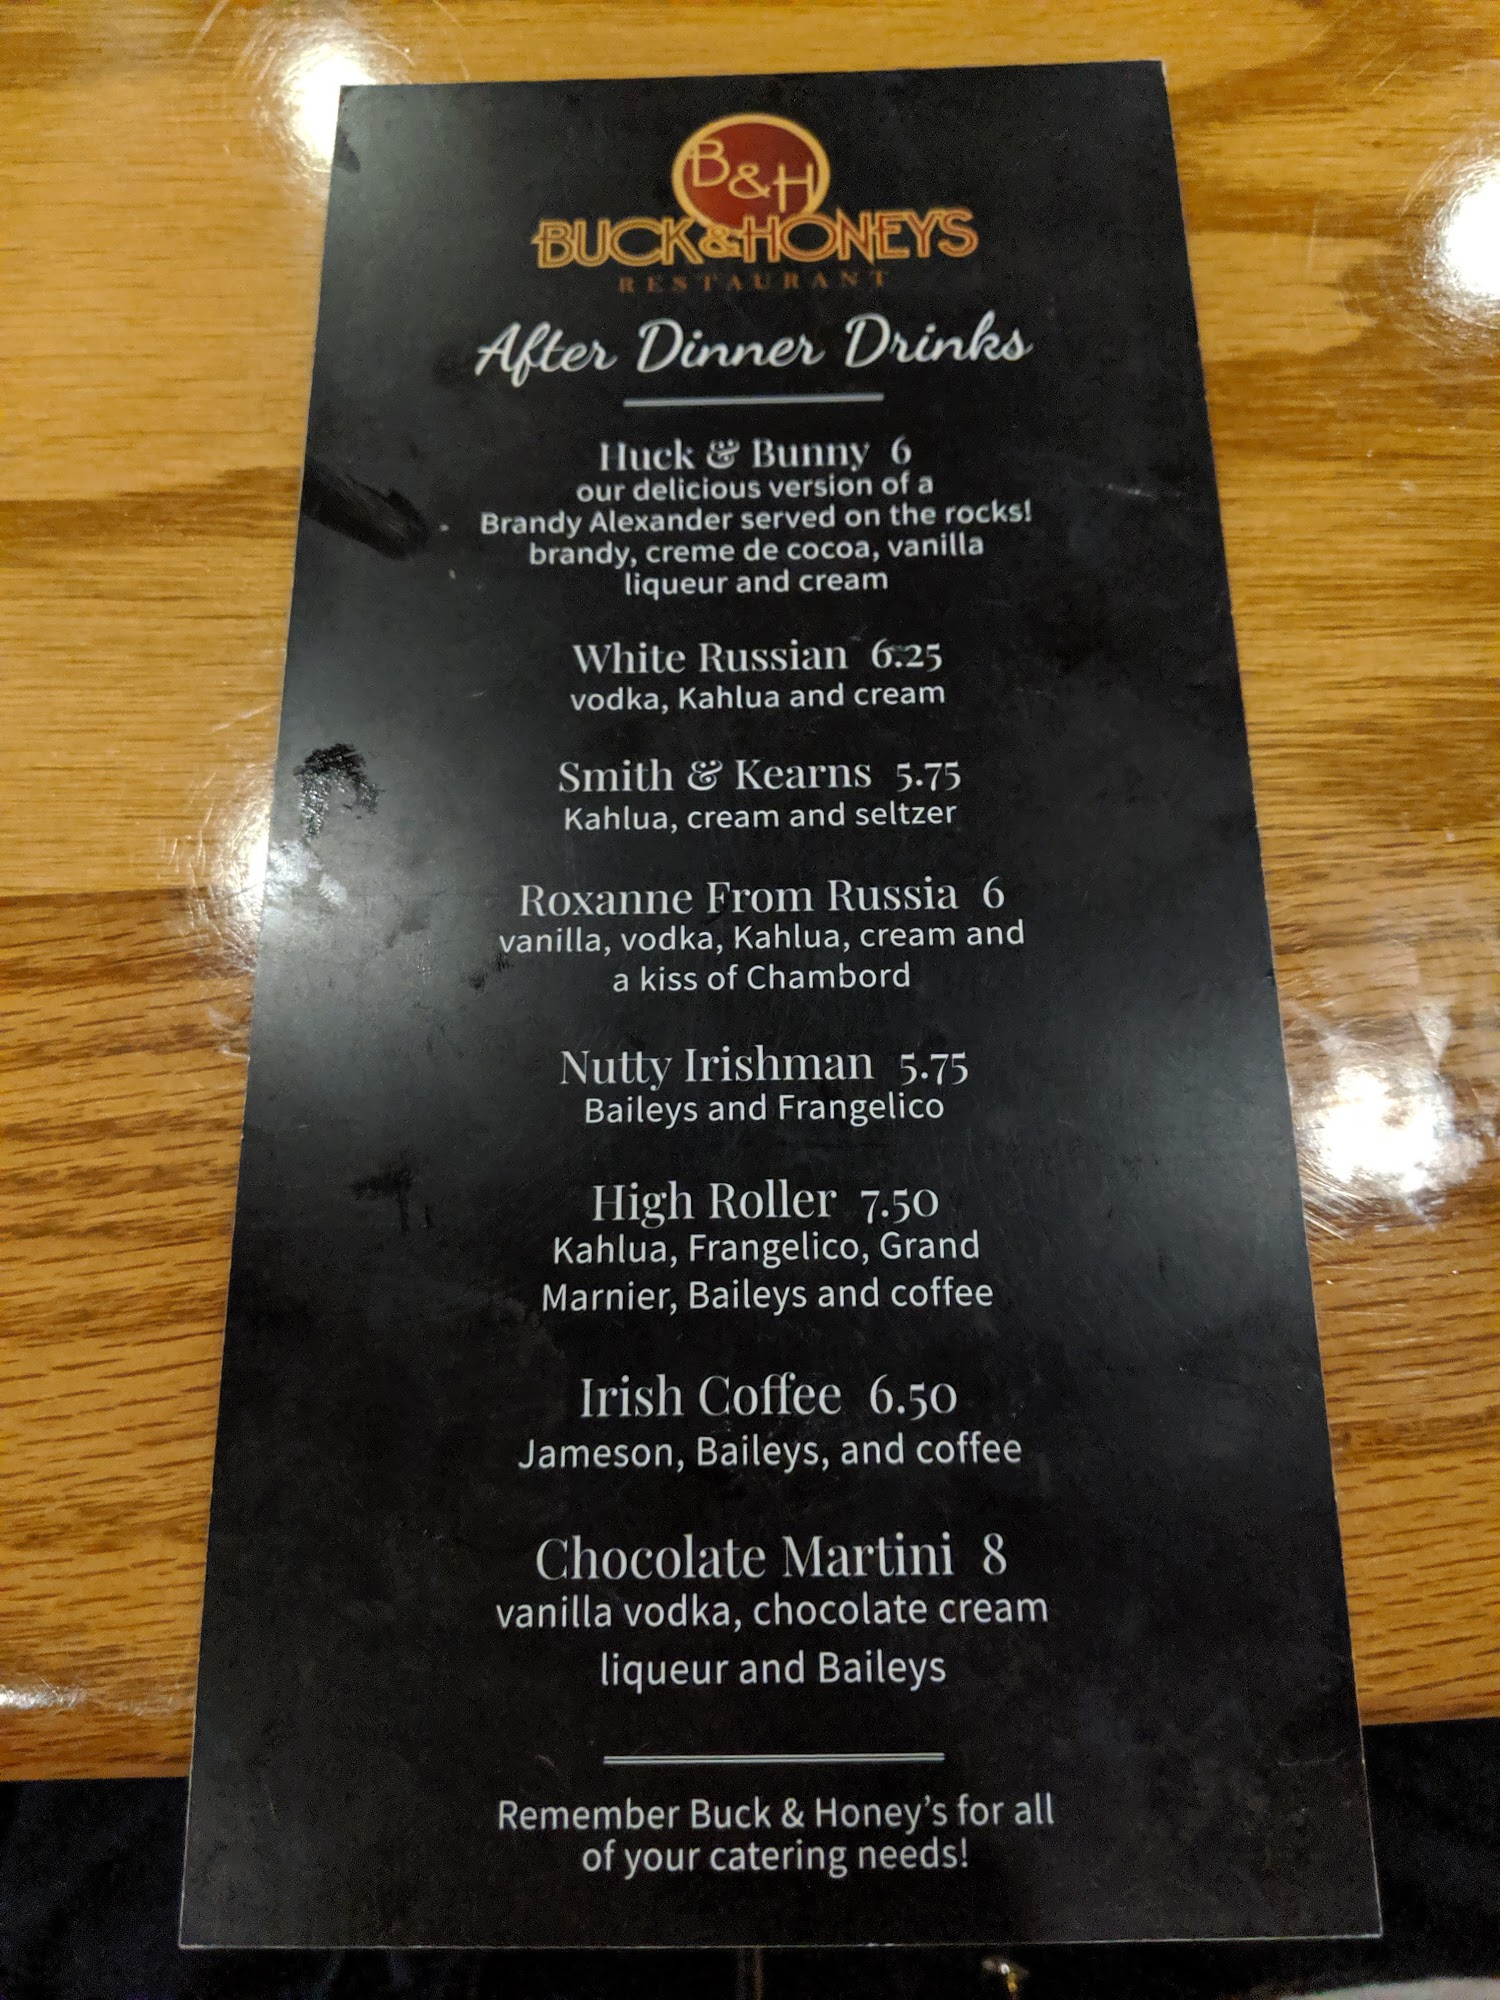 B&H
BUCK & HONEY'S
RESTAURANT
After Dinner Drinks
Huck & Bunny 6
our delicious version of a
Brandy Alexander served on the rocks!
brandy, creme de cocoa, vanilla
liqueur and cream
White Russian 6.25
vodka, Kahlua and cream
Smith & Kearns 5.75
Kahlua, cream and seltzer
Roxanne From Russia 6
vanilla, vodka, Kahlua, cream and
a kiss of Chambord
Nutty Irishman 5.75
Baileys and Frangelico
High Roller 7.50
Kahlua, Frangelico, Grand
Marnier, Baileys and coffee
Irish Coffee 6.50
Jameson, Baileys, and coffee
Chocolate Martini 8
vanilla vodka, chocolate cream
liqueur and Baileys
Remember Buck & Honey's for all
of your catering needs!